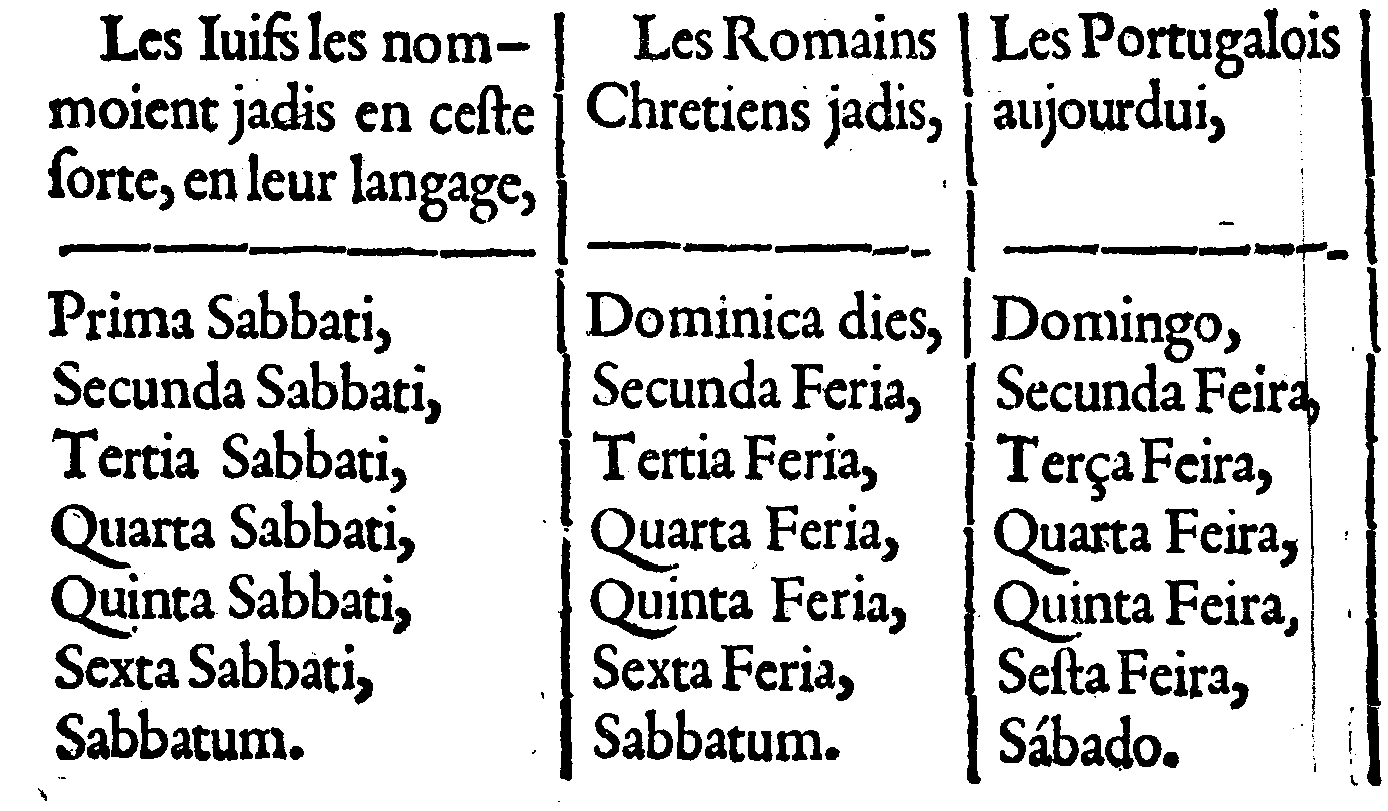 Les Iuifs les nom-
moient jadis en ceſte
ſorte, en leur langage,
Prima Sabbati,
Secunda Sabbati,
Tertia Sabbati,
Quarta Sabbati,
Quinta Sabbati,
Sexta Sabbati,
Sabbatum.
Les Romains
Chretiens jadis,
Dominica dies,
Secunda Feria,
Tertia Feria,
Quarta Feria,
Quinta Feria,
Sexta Feria,
Sabbatum.
Les Portugalois
aujourdui,
Domingo,
Secunda Feira,
Terça Feira,
Quarta Feira,
Quinta Feira,
Seſta Feira,
Sábado.